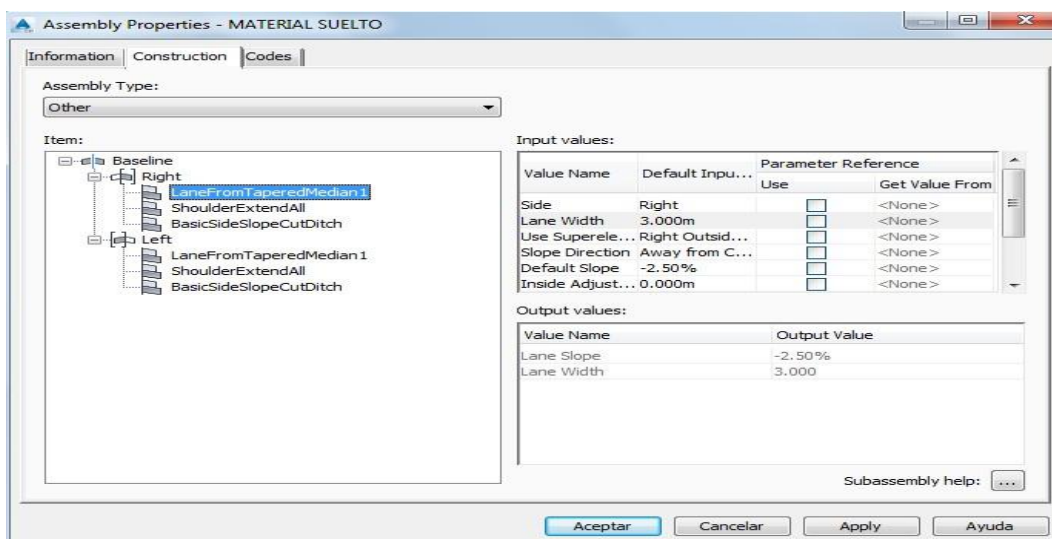 Assembly Properties - MATERIAL SUELTO
Information Construction Codes
Assembly Type:
Other
Item:
Baseline
Right
LaneFromTaperedMedian1
ShoulderExtendAll
BasicSideSlopeCutDitch
Left
LaneFromTaperedMedian1
ShoulderExtendAll
BasicSideSlopeCutDitch
Input values:
Value Name Default Inpu... Parameter Reference
Use Get Value From
Side Right <None>
Lane Width 3.000m <None>
Use Superele... Right Outsid... <None>
Slope Direction Away from C... <None>
Default Slope -2.50% <None>
Inside Adjust... 0.000m <None>
Output values:
Value Name Output Value
Lane Slope -2.50%
Lane Width 3.000
Subassembly help: ...
Aceptar Cancelar Apply Ayuda